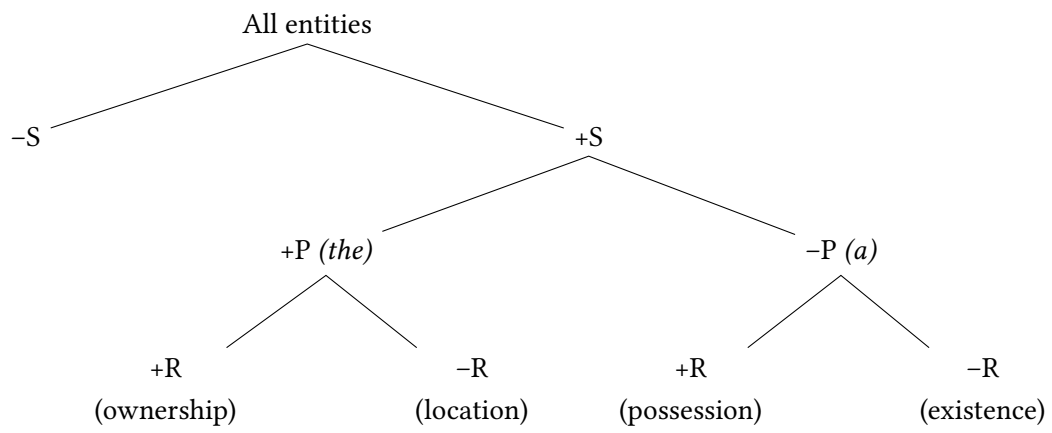 All entities
–S +S
+P (the) –P (a)
+R –R +R –R
(ownership) (location) (possession) (existence)